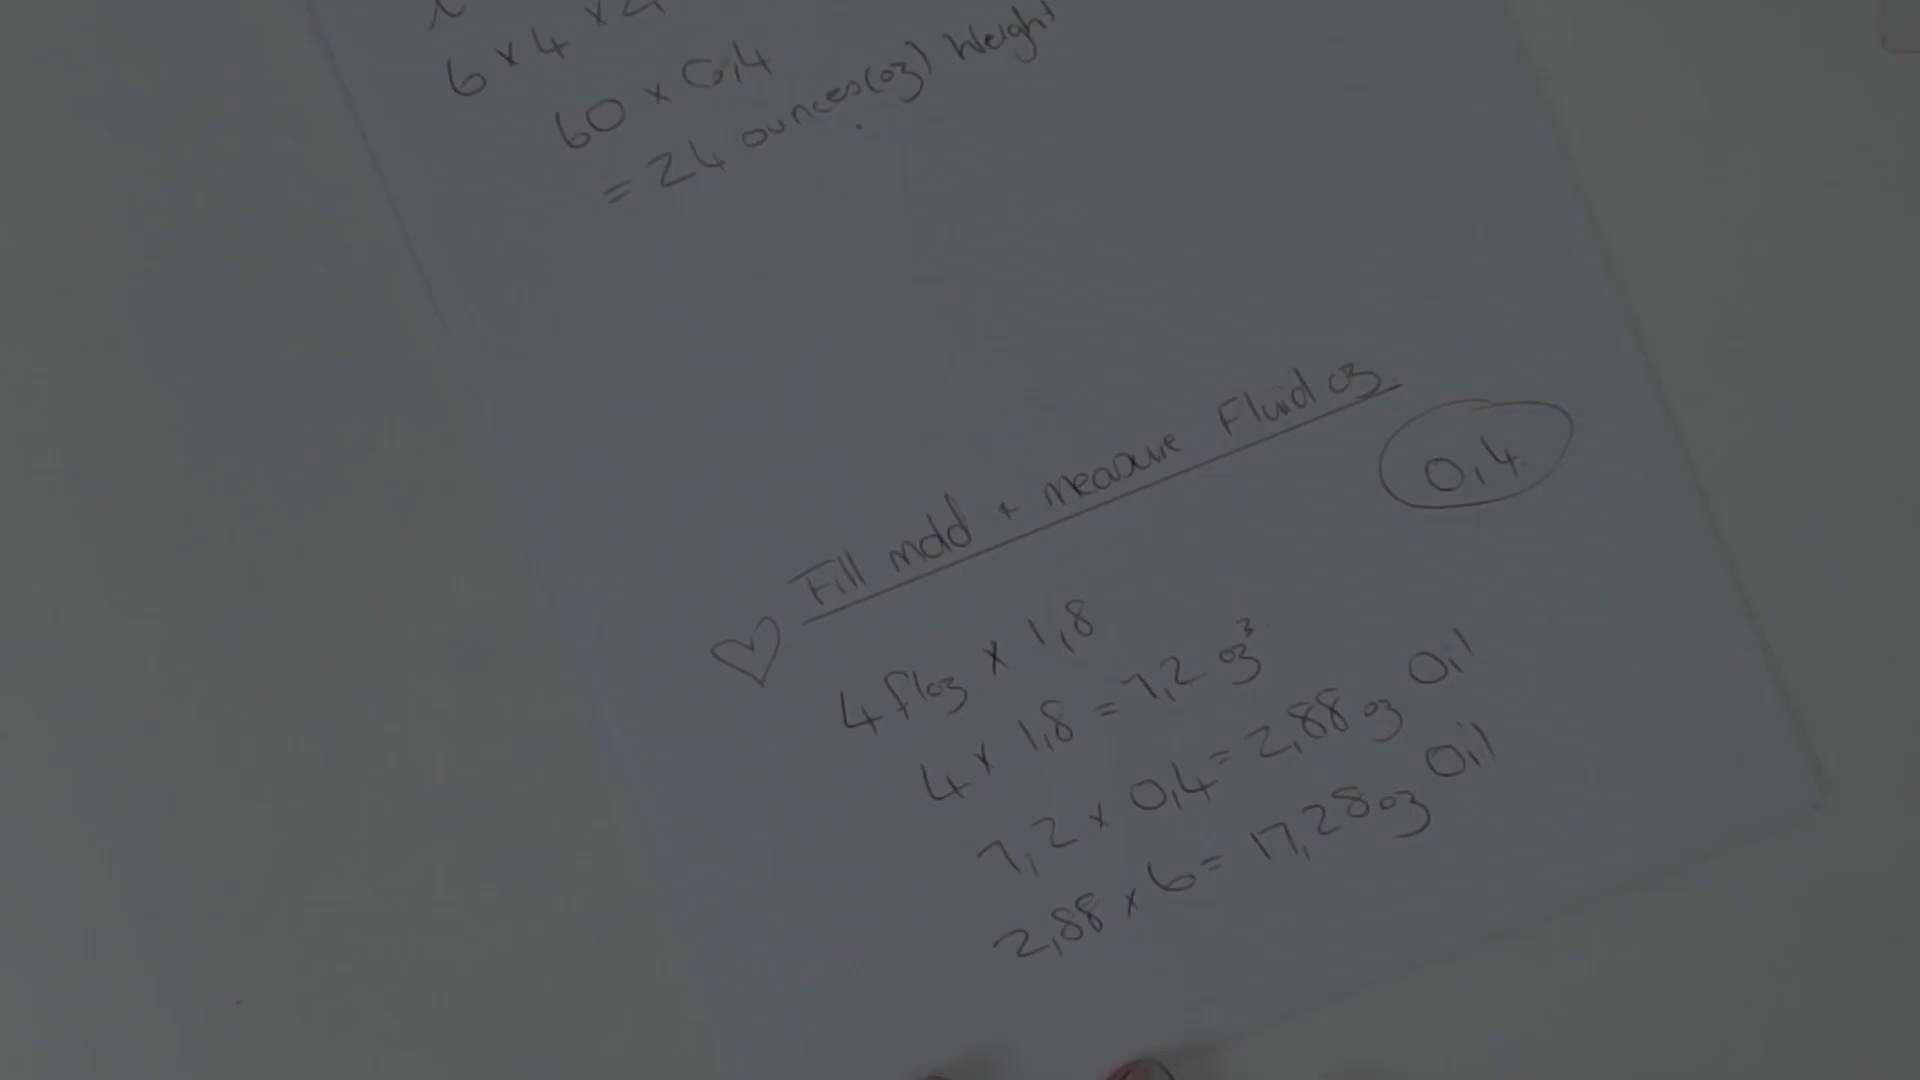 6 x 4 x 2,
60 x 0,4
= 24 ounces(oz) Weight
Fill mold + measure Fluid oz
0,4
4 floz x 1,8
4 x 1,8 = 7,2 oz³
7,2 x 0,4 = 2,88 oz Oil
2,88 x 6 = 17,28 oz Oil